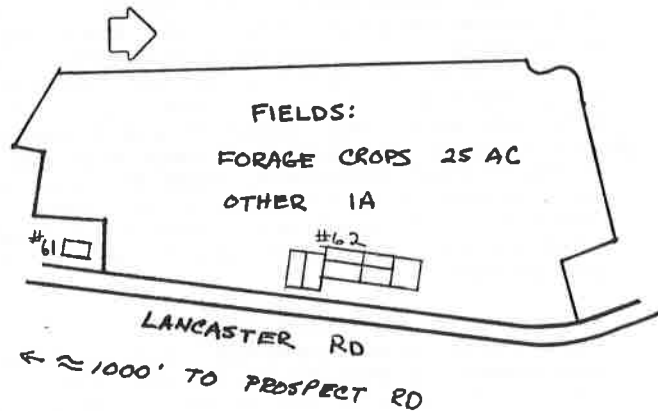 FIELDS:
FORAGE CROPS 25 AC
OTHER 1A
#61
#62
LANCASTER RD
← ≈ 1000' TO PROSPECT RD